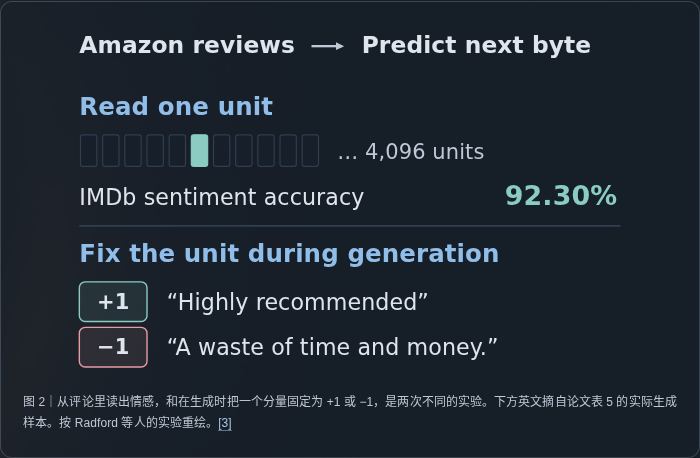 Amazon reviews → Predict next byte
Read one unit
... 4,096 units
IMDb sentiment accuracy 92.30%
Fix the unit during generation
+1 “Highly recommended”
−1 “A waste of time and money.”
图 2｜从评论里读出情感，和在生成时把一个分量固定为 +1 或 −1，是两次不同的实验。下方英文摘自论文表 5 的实际生成
样本。按 Radford 等人的实验重绘。[3]